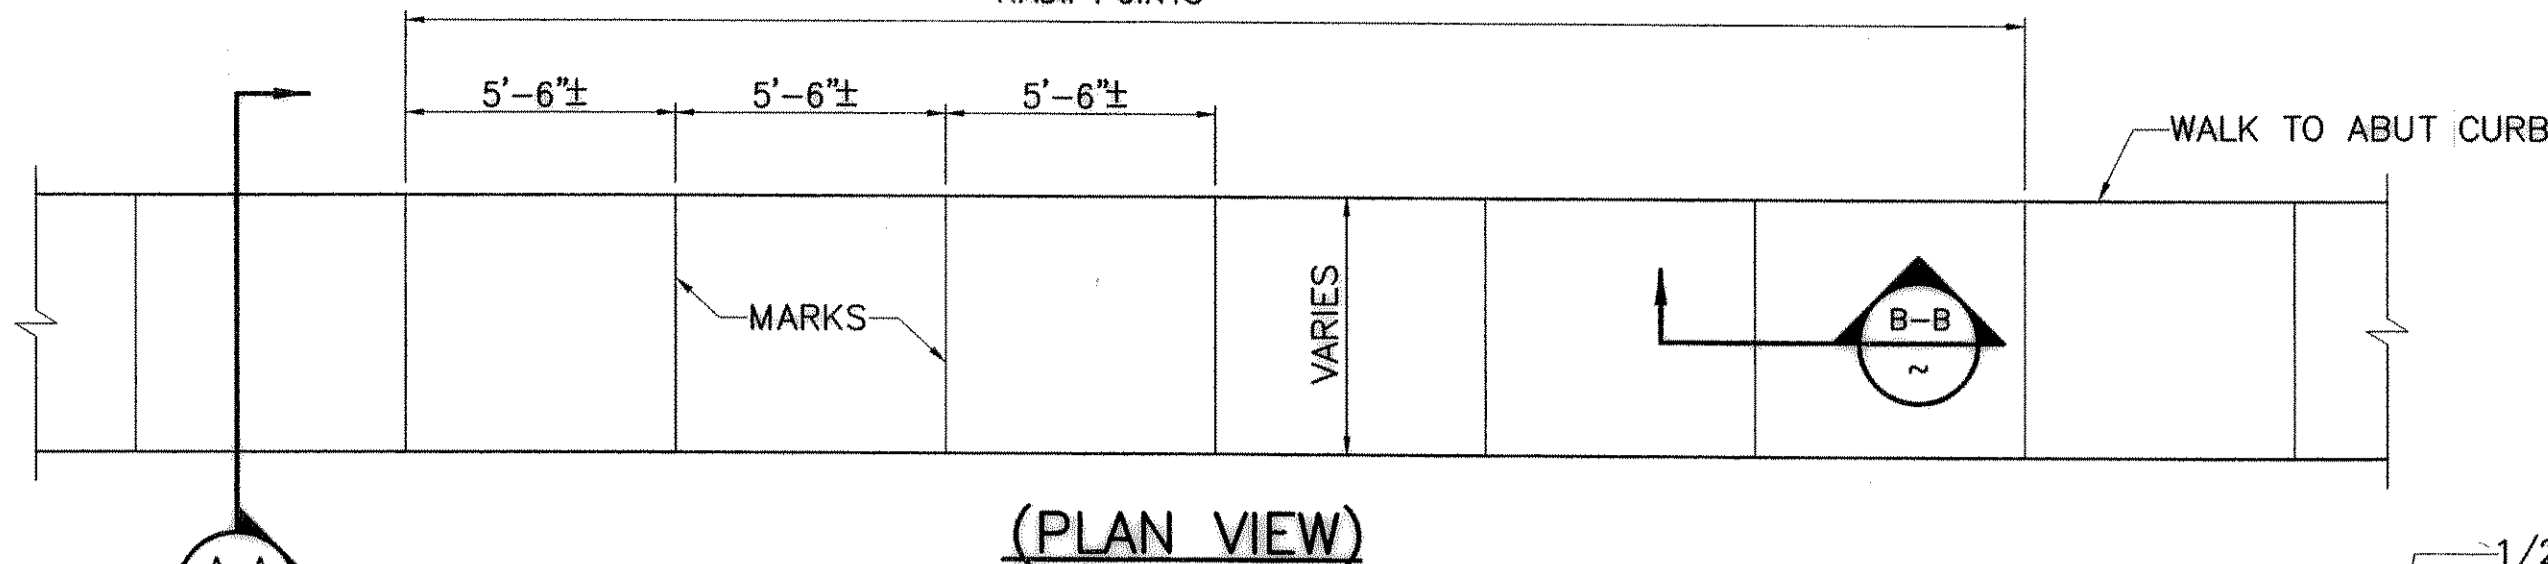 5'-6"± 5'-6"± 5'-6"±
WALK TO ABUT CURB
MARKS
VARIES
B-B
~
(PLAN VIEW)